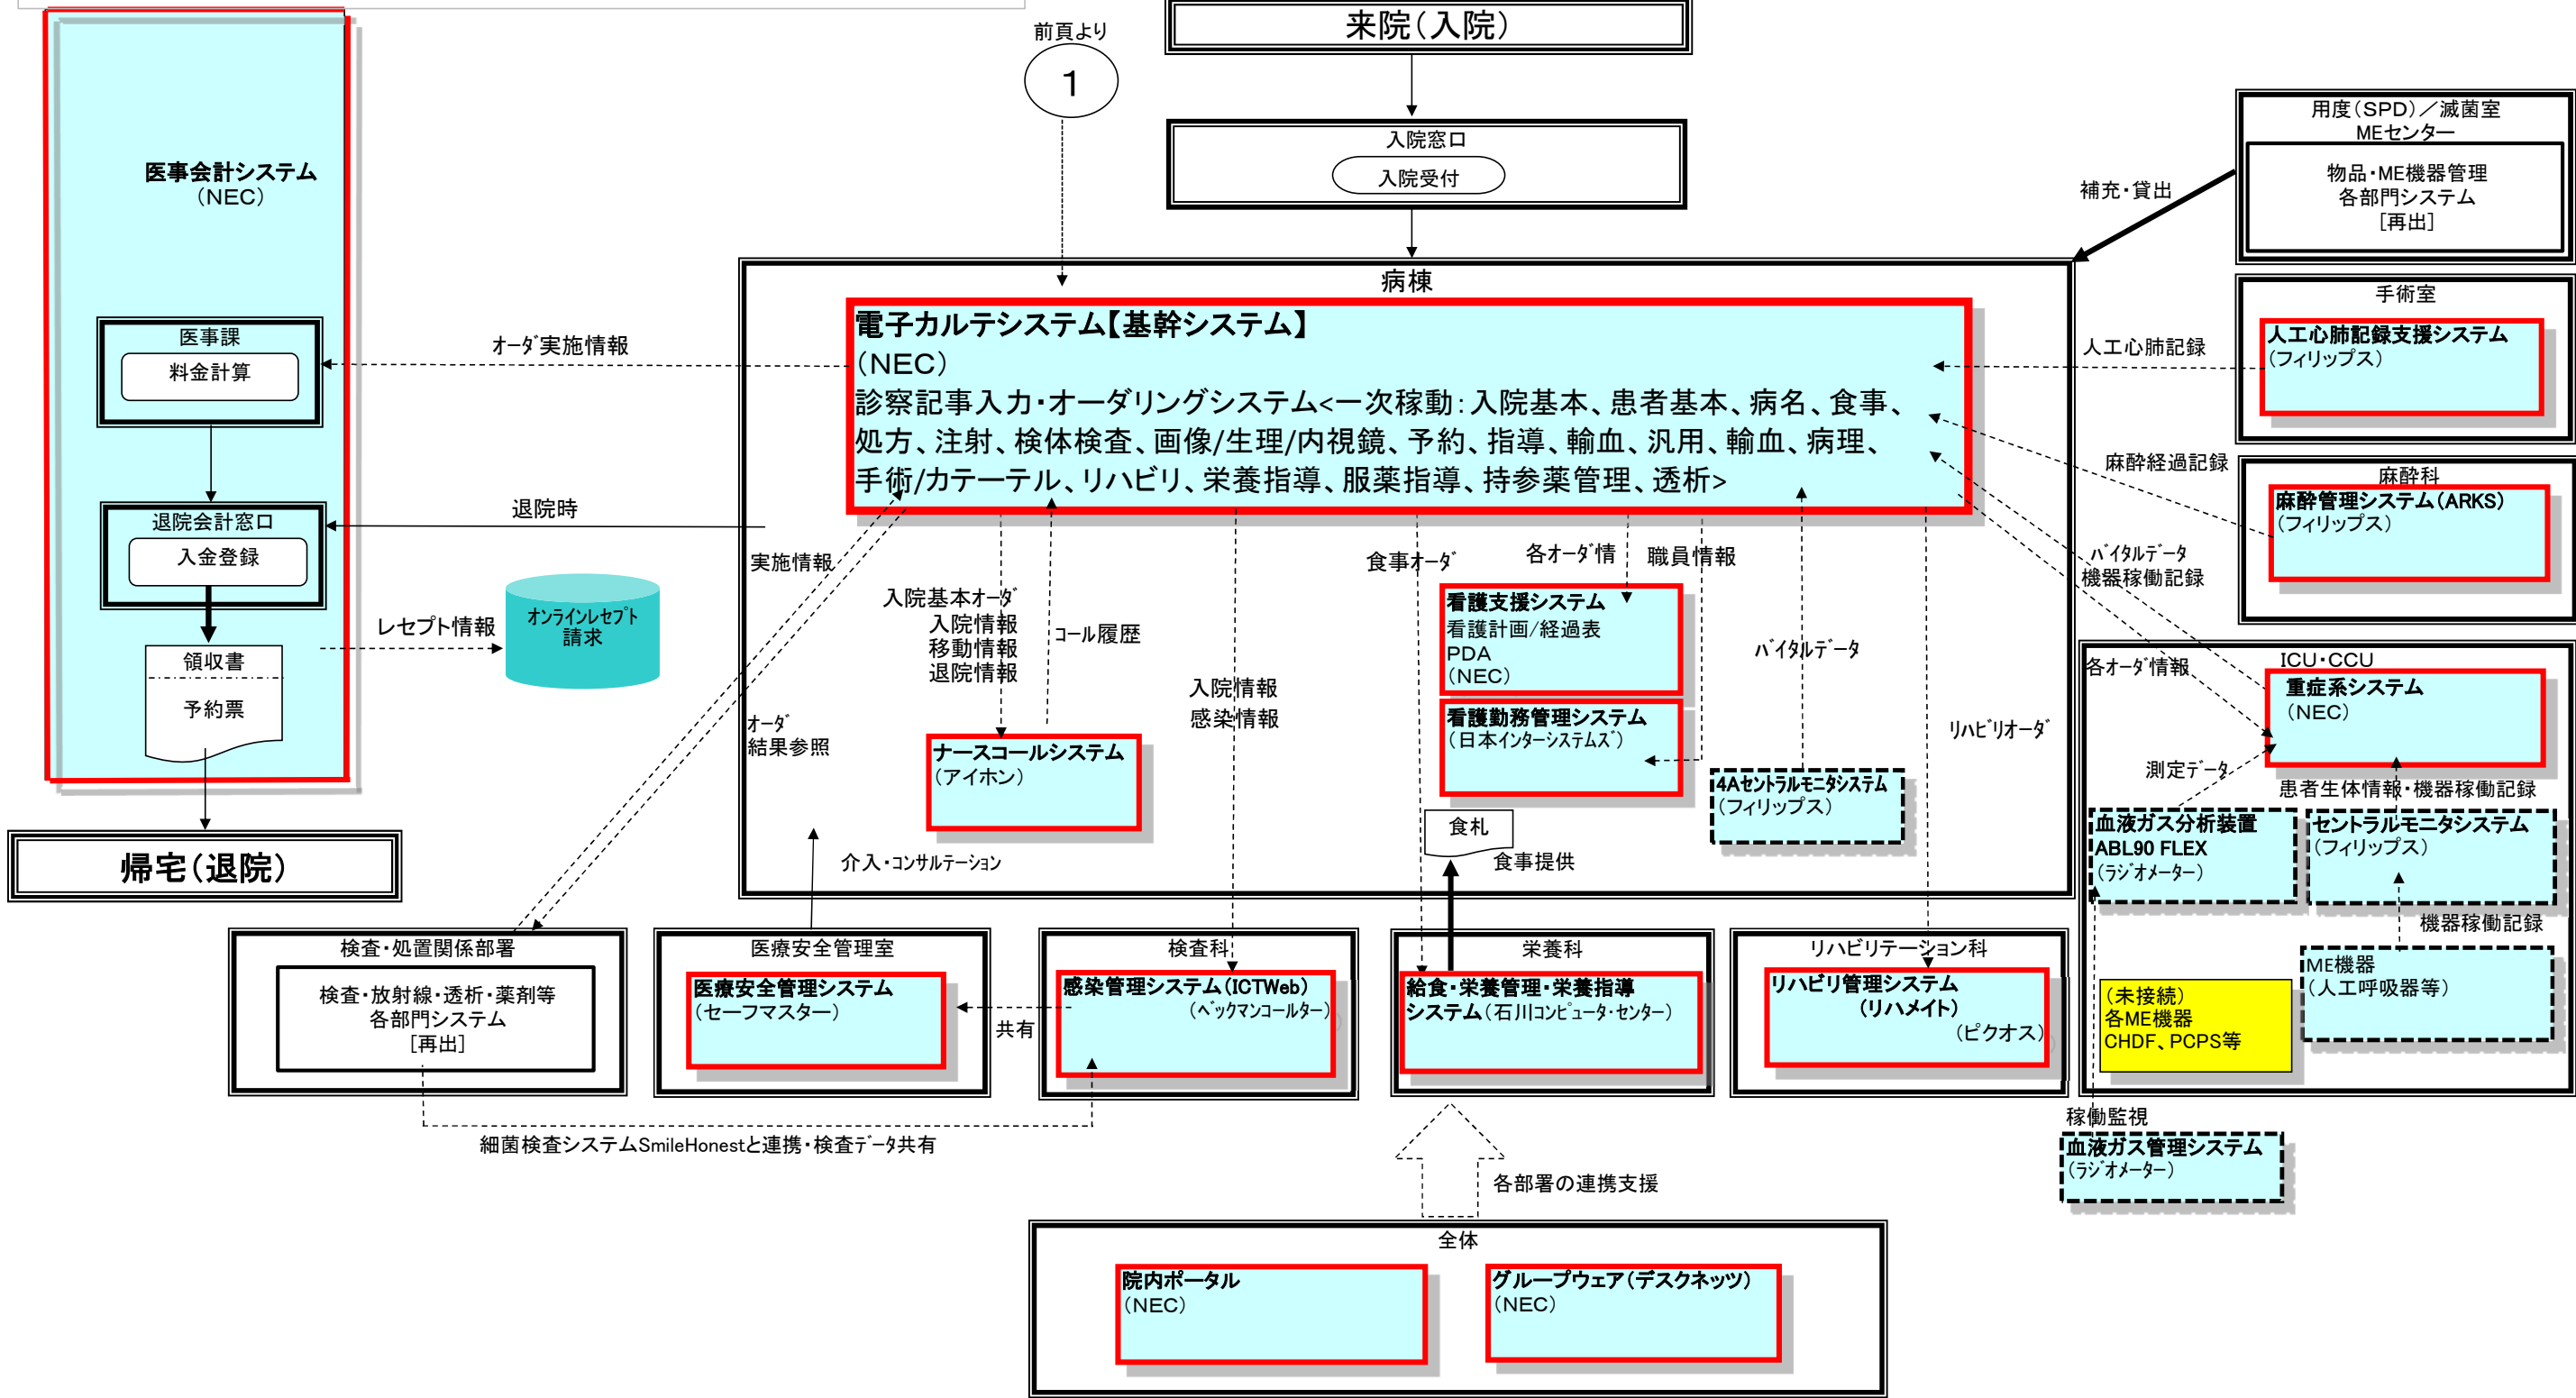 前頁より
1
来院（入院）
入院窓口
入院受付
用度（SPD）／滅菌室
MEセンター
物品・ME機器管理
各部門システム
［再出］
補充・貸出
医事会計システム
（NEC）
医事課
料金計算
オーダ実施情報
退院会計窓口
入金登録
退院時
領収書
予約票
レセプト情報
オンラインレセプト
請求
帰宅（退院）
病棟
電子カルテシステム【基幹システム】
（NEC）
診察記事入力・オーダリングシステム<一次稼動：入院基本、患者基本、病名、食事、
処方、注射、検体検査、画像/生理/内視鏡、予約、指導、輸血、汎用、輸血、病理、
手術/カテーテル、リハビリ、栄養指導、服薬指導、持参薬管理、透析>
手術室
人工心肺記録支援システム
（フィリップス）
人工心肺記録
麻酔科
麻酔管理システム（ARKS）
（フィリップス）
麻酔経過記録
バイタルデータ
機器稼働記録
実施情報
オーダ
結果参照
入院基本オーダ
入院情報
移動情報
退院情報
コール履歴
ナースコールシステム
（アイホン）
入院情報
感染情報
食事オーダ
各オーダ情
職員情報
看護支援システム
看護計画/経過表
PDA
（NEC）
看護勤務管理システム
（日本インターシステムズ）
バイタルデータ
4Aセントラルモニタシステム
（フィリップス）
リハビリオーダ
食札
食事提供
介入・コンサルテーション
各オーダ情報
ICU・CCU
重症系システム
（NEC）
測定データ
患者生体情報・機器稼働記録
血液ガス分析装置
ABL90 FLEX
（ラジオメーター）
セントラルモニタシステム
（フィリップス）
機器稼働記録
ME機器
（人工呼吸器等）
（未接続）
各ME機器
CHDF、PCPS等
稼働監視
血液ガス管理システム
（ラジオメーター）
検査・処置関係部署
検査・放射線・透析・薬剤等
各部門システム
［再出］
医療安全管理室
医療安全管理システム
（セーフマスター）
共有
検査科
感染管理システム（ICTWeb）
（ベックマンコールター）
栄養科
給食・栄養管理・栄養指導
システム（石川コンピュータ・センター）
リハビリテーション科
リハビリ管理システム
（リハメイト）
（ピクオス）
細菌検査システムSmileHonestと連携・検査データ共有
各部署の連携支援
全体
院内ポータル
（NEC）
グループウェア（デスクネッツ）
（NEC）